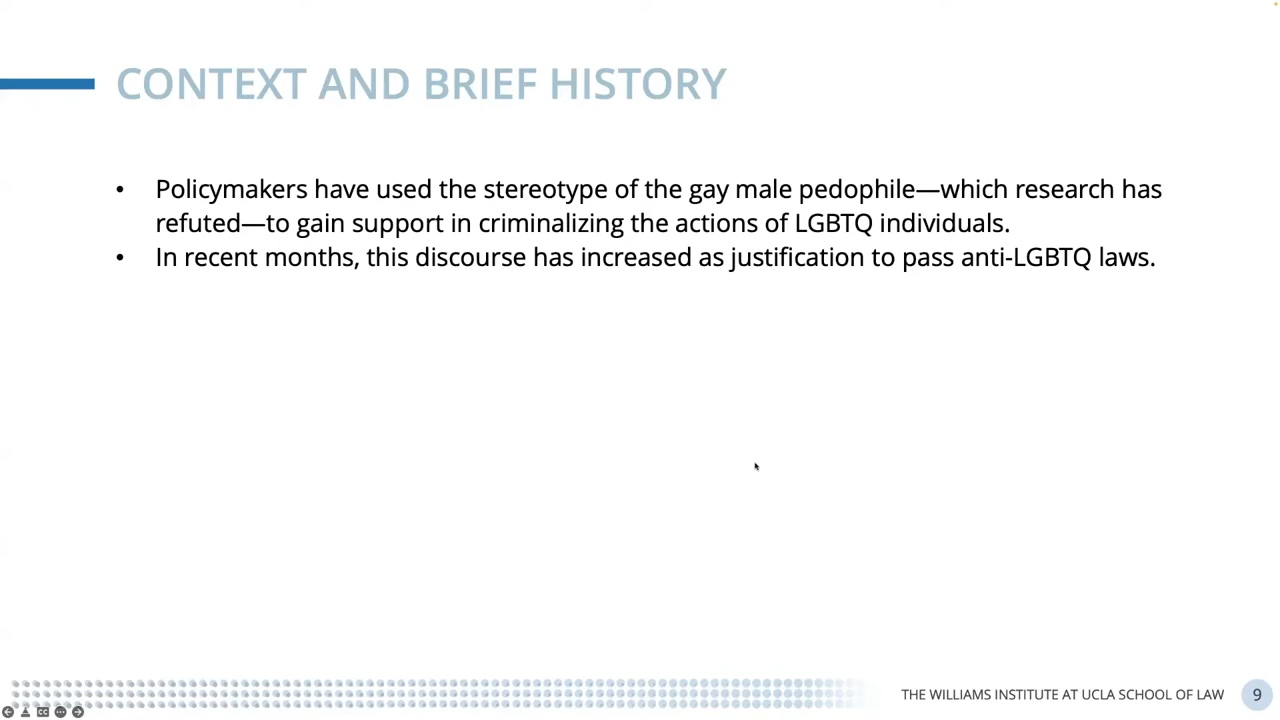 CONTEXT AND BRIEF HISTORY
• Policymakers have used the stereotype of the gay male pedophile—which research has
refuted—to gain support in criminalizing the actions of LGBTQ individuals.
• In recent months, this discourse has increased as justification to pass anti-LGBTQ laws.
THE WILLIAMS INSTITUTE AT UCLA SCHOOL OF LAW 9
CC